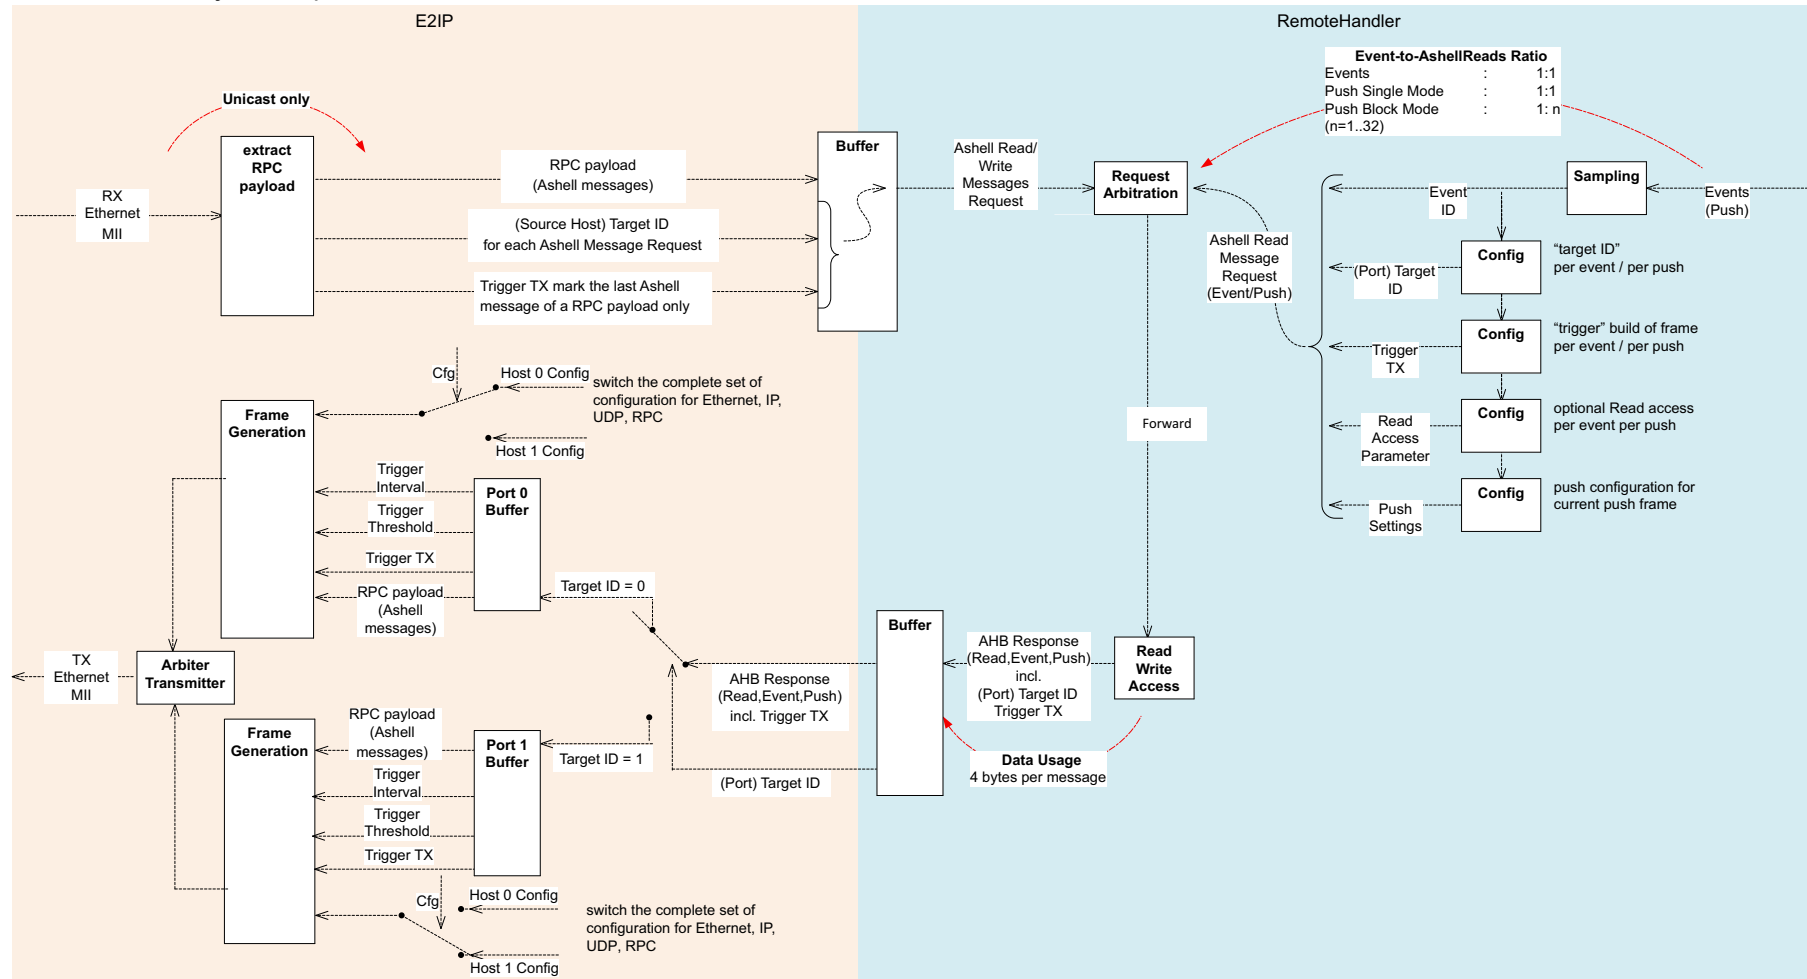 E2IP
RemoteHandler
Event-to-AshellReads Ratio
Events : 1:1
Push Single Mode : 1:1
Push Block Mode : 1: n
(n=1..32)
Unicast only
extract
RPC
payload
RX
Ethernet
MII
RPC payload
(Ashell messages)
(Source Host) Target ID
for each Ashell Message Request
Trigger TX mark the last Ashell
message of a RPC payload only
Buffer
Ashell Read/
Write
Messages
Request
Request
Arbitration
Event
ID
Sampling
Events
(Push)
Ashell Read
Message
Request
(Event/Push)
(Port) Target
ID
Config
“target ID”
per event / per push
Trigger
TX
Config
“trigger” build of frame
per event / per push
Read
Access
Parameter
Config
optional Read access
per event per push
Push
Settings
Config
push configuration for
current push frame
Forward
Cfg
Host 0 Config
switch the complete set of
configuration for Ethernet, IP,
UDP, RPC
Host 1 Config
Frame
Generation
Trigger
Interval
Trigger
Threshold
Trigger TX
RPC payload
(Ashell
messages)
Port 0
Buffer
Target ID = 0
Buffer
AHB Response
(Read,Event,Push)
incl.
(Port) Target ID
Trigger TX
Read
Write
Access
TX
Ethernet
MII
Arbiter
Transmitter
AHB Response
(Read,Event,Push)
incl. Trigger TX
Frame
Generation
RPC payload
(Ashell
messages)
Trigger
Interval
Trigger
Threshold
Trigger TX
Port 1
Buffer
Target ID = 1
(Port) Target ID
Data Usage
4 bytes per message
Cfg
Host 0 Config
switch the complete set of
configuration for Ethernet, IP,
UDP, RPC
Host 1 Config